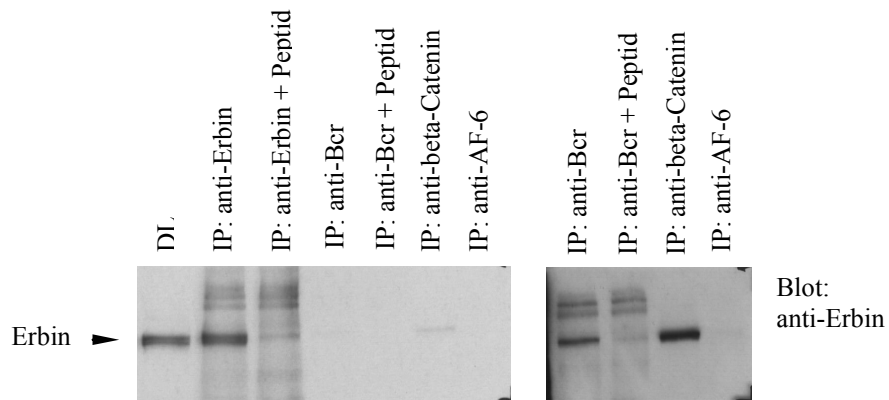 DL
IP: anti-Erbin
IP: anti-Erbin + Peptid
IP: anti-Bcr
IP: anti-Bcr + Peptid
IP: anti-beta-Catenin
IP: anti-AF-6
IP: anti-Bcr
IP: anti-Bcr + Peptid
IP: anti-beta-Catenin
IP: anti-AF-6
Erbin
Blot:
anti-Erbin